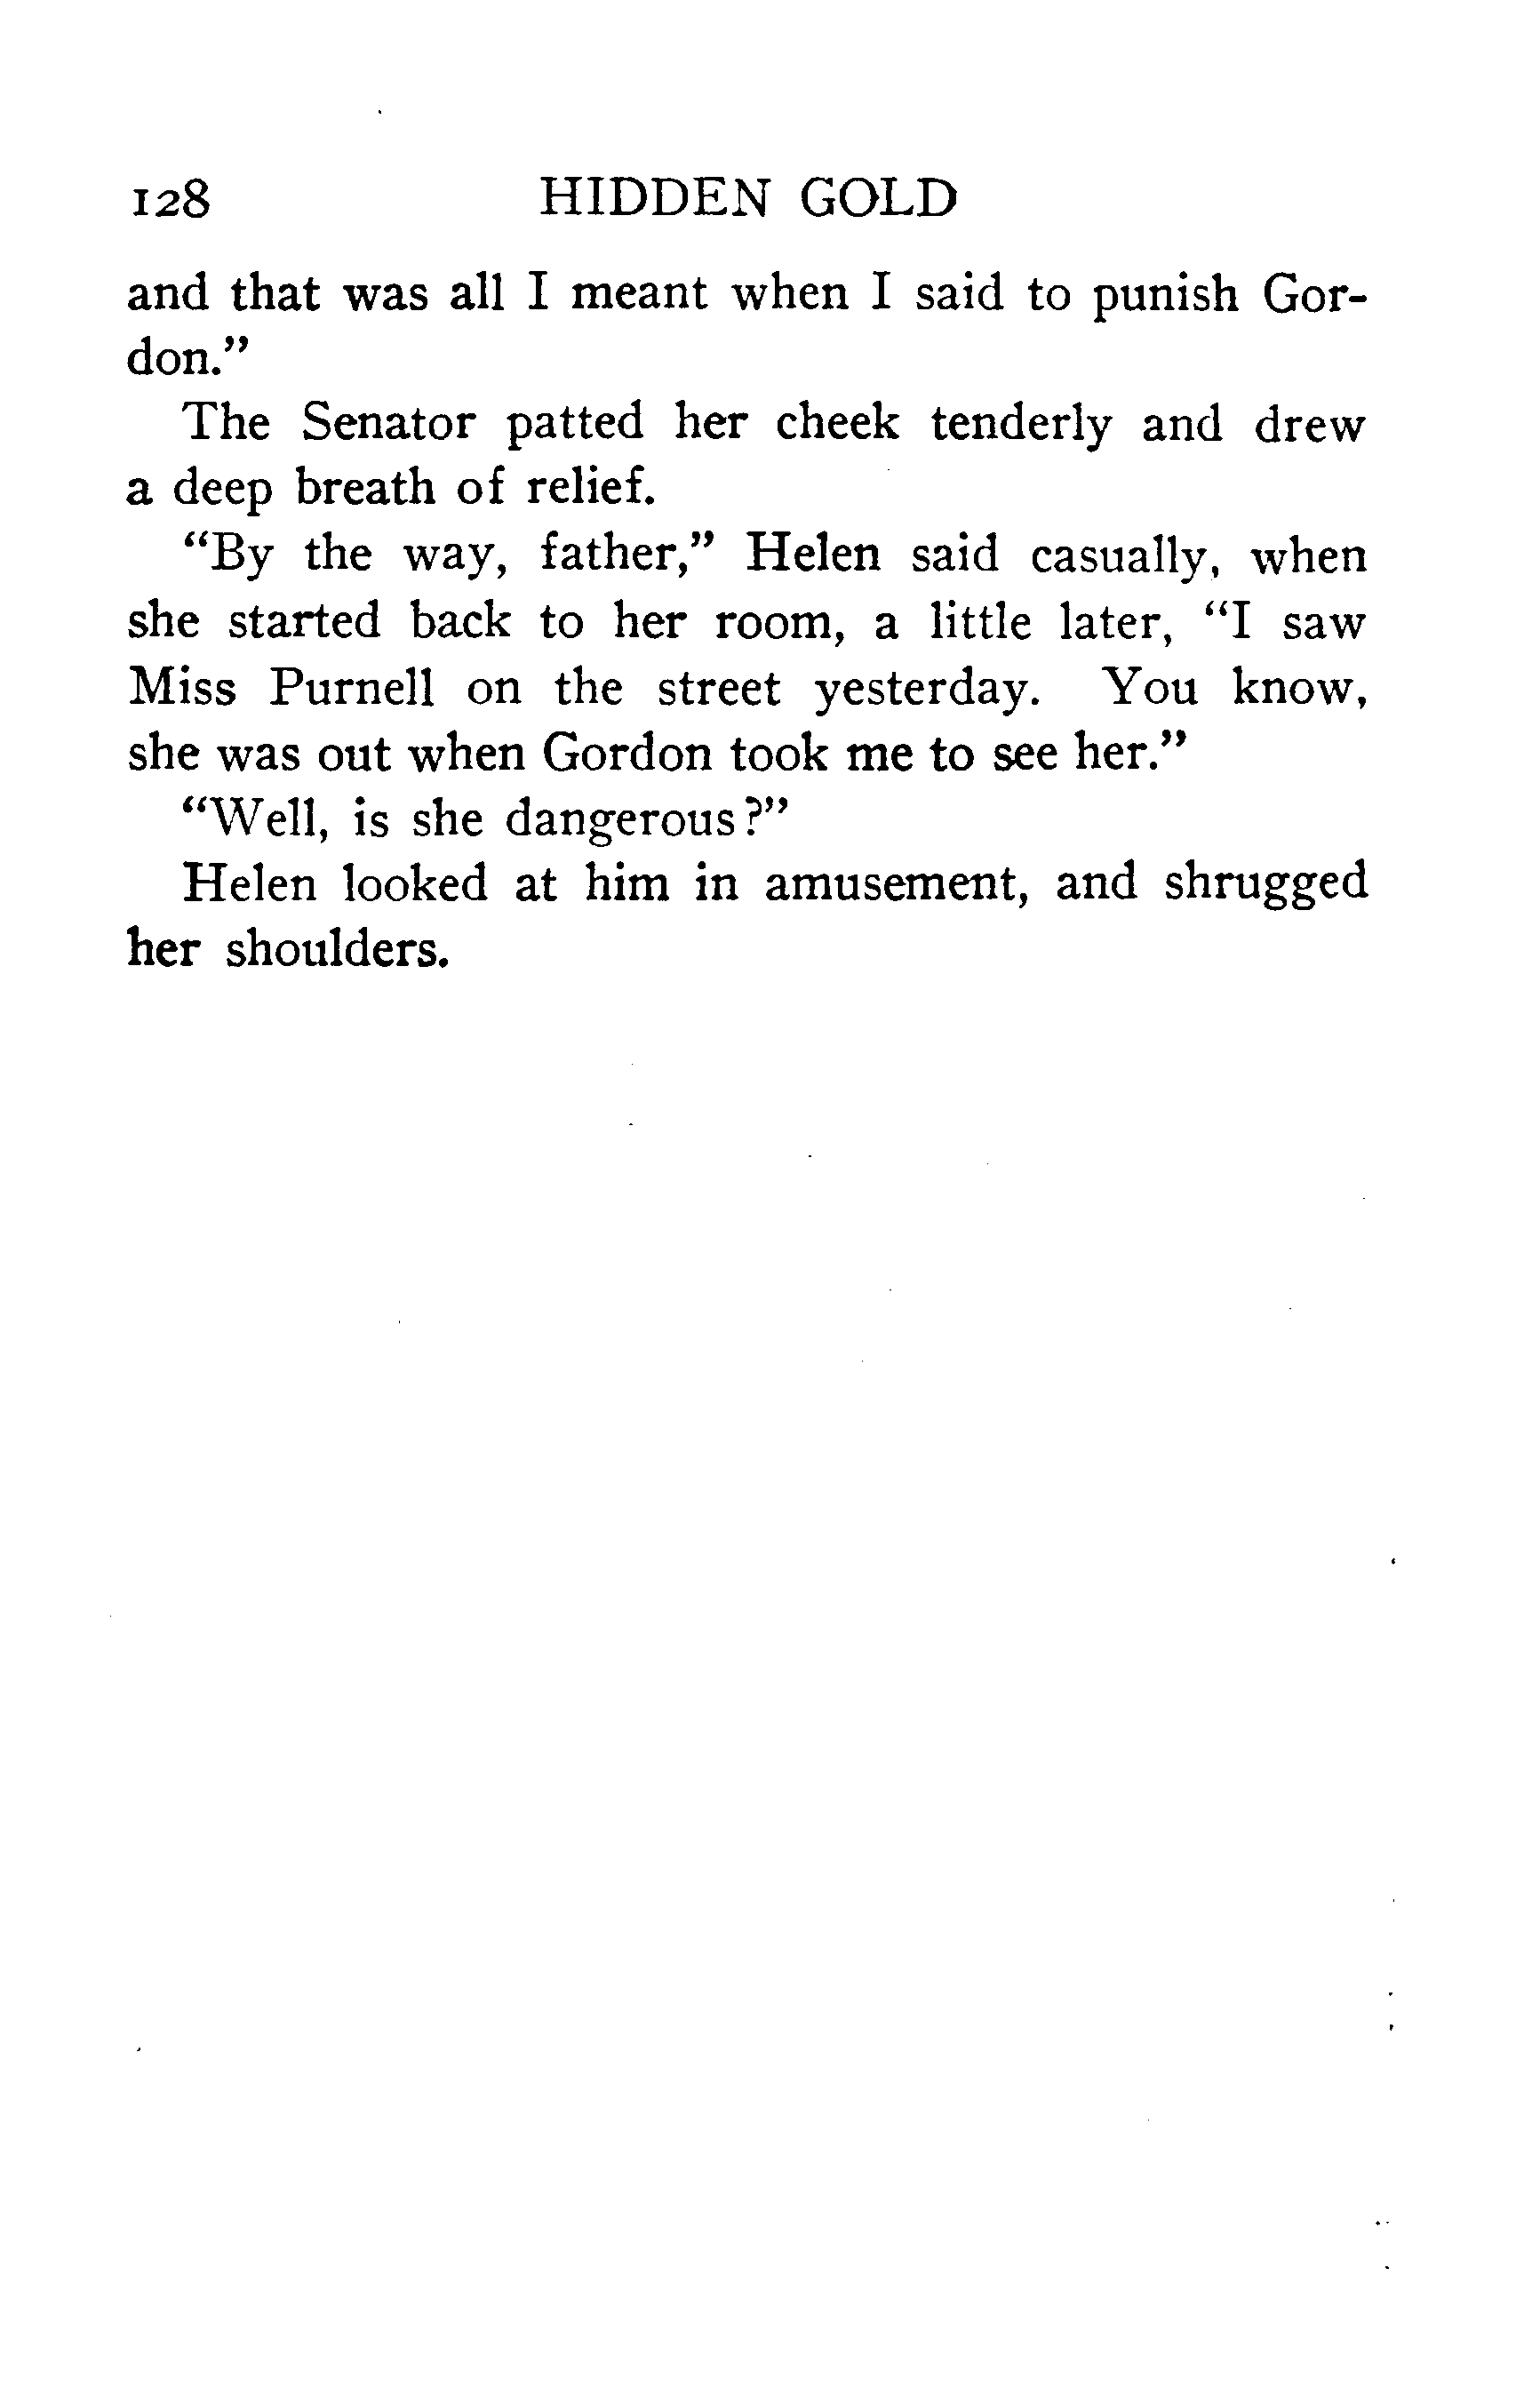 128 HIDDEN GOLD
and that was all I meant when I said to punish Gor-
don.”
The Senator patted her cheek tenderly and drew
a deep breath of relief.
“By the way, father,” Helen said casually, when
she started back to her room, a little later, “I saw
Miss Purnell on the street yesterday. You know,
she was out when Gordon took me to see her.”
“Well, is she dangerous?”
Helen looked at him in amusement, and shrugged
her shoulders.